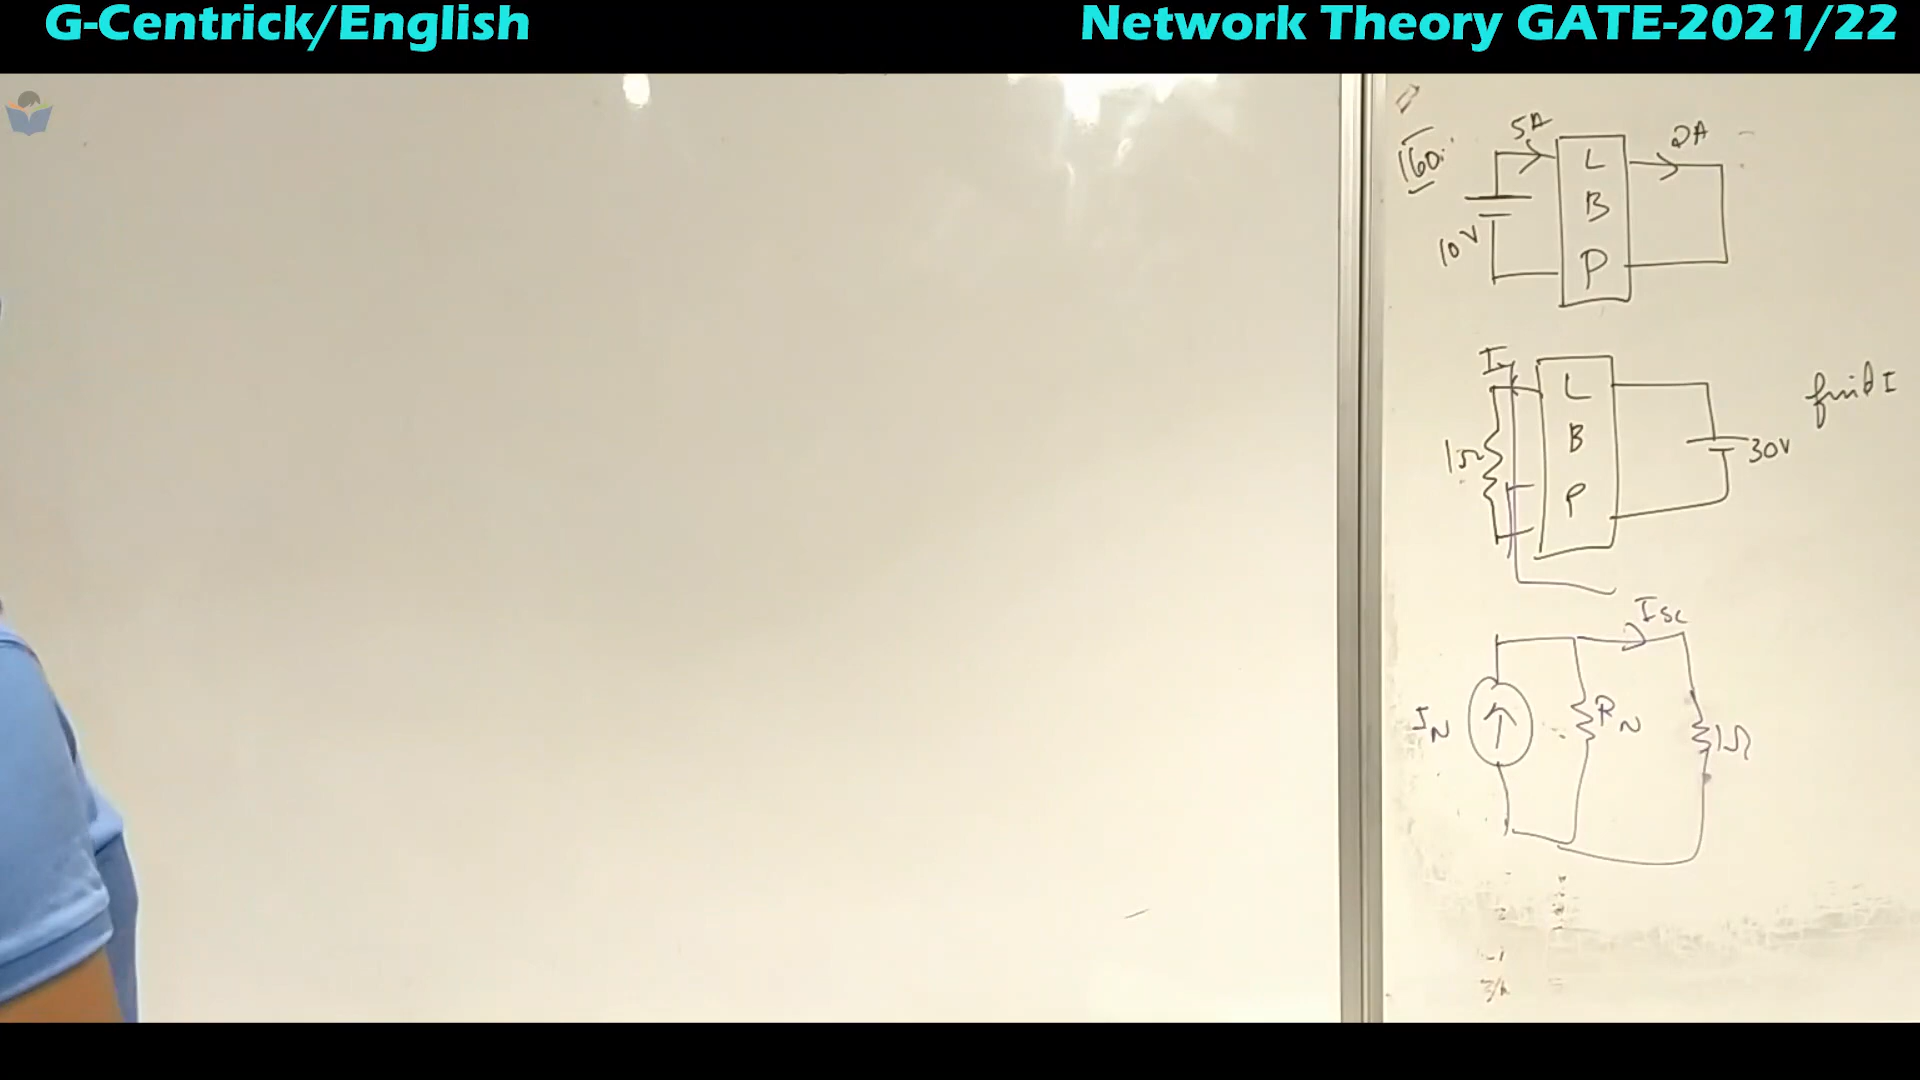 G-Centrick/English
Network Theory GATE-2021/22
160.
5A
2A
L
B
P
10V
I
L
B
P
1Ω
30V
find I
Isc
IN
RN
1Ω